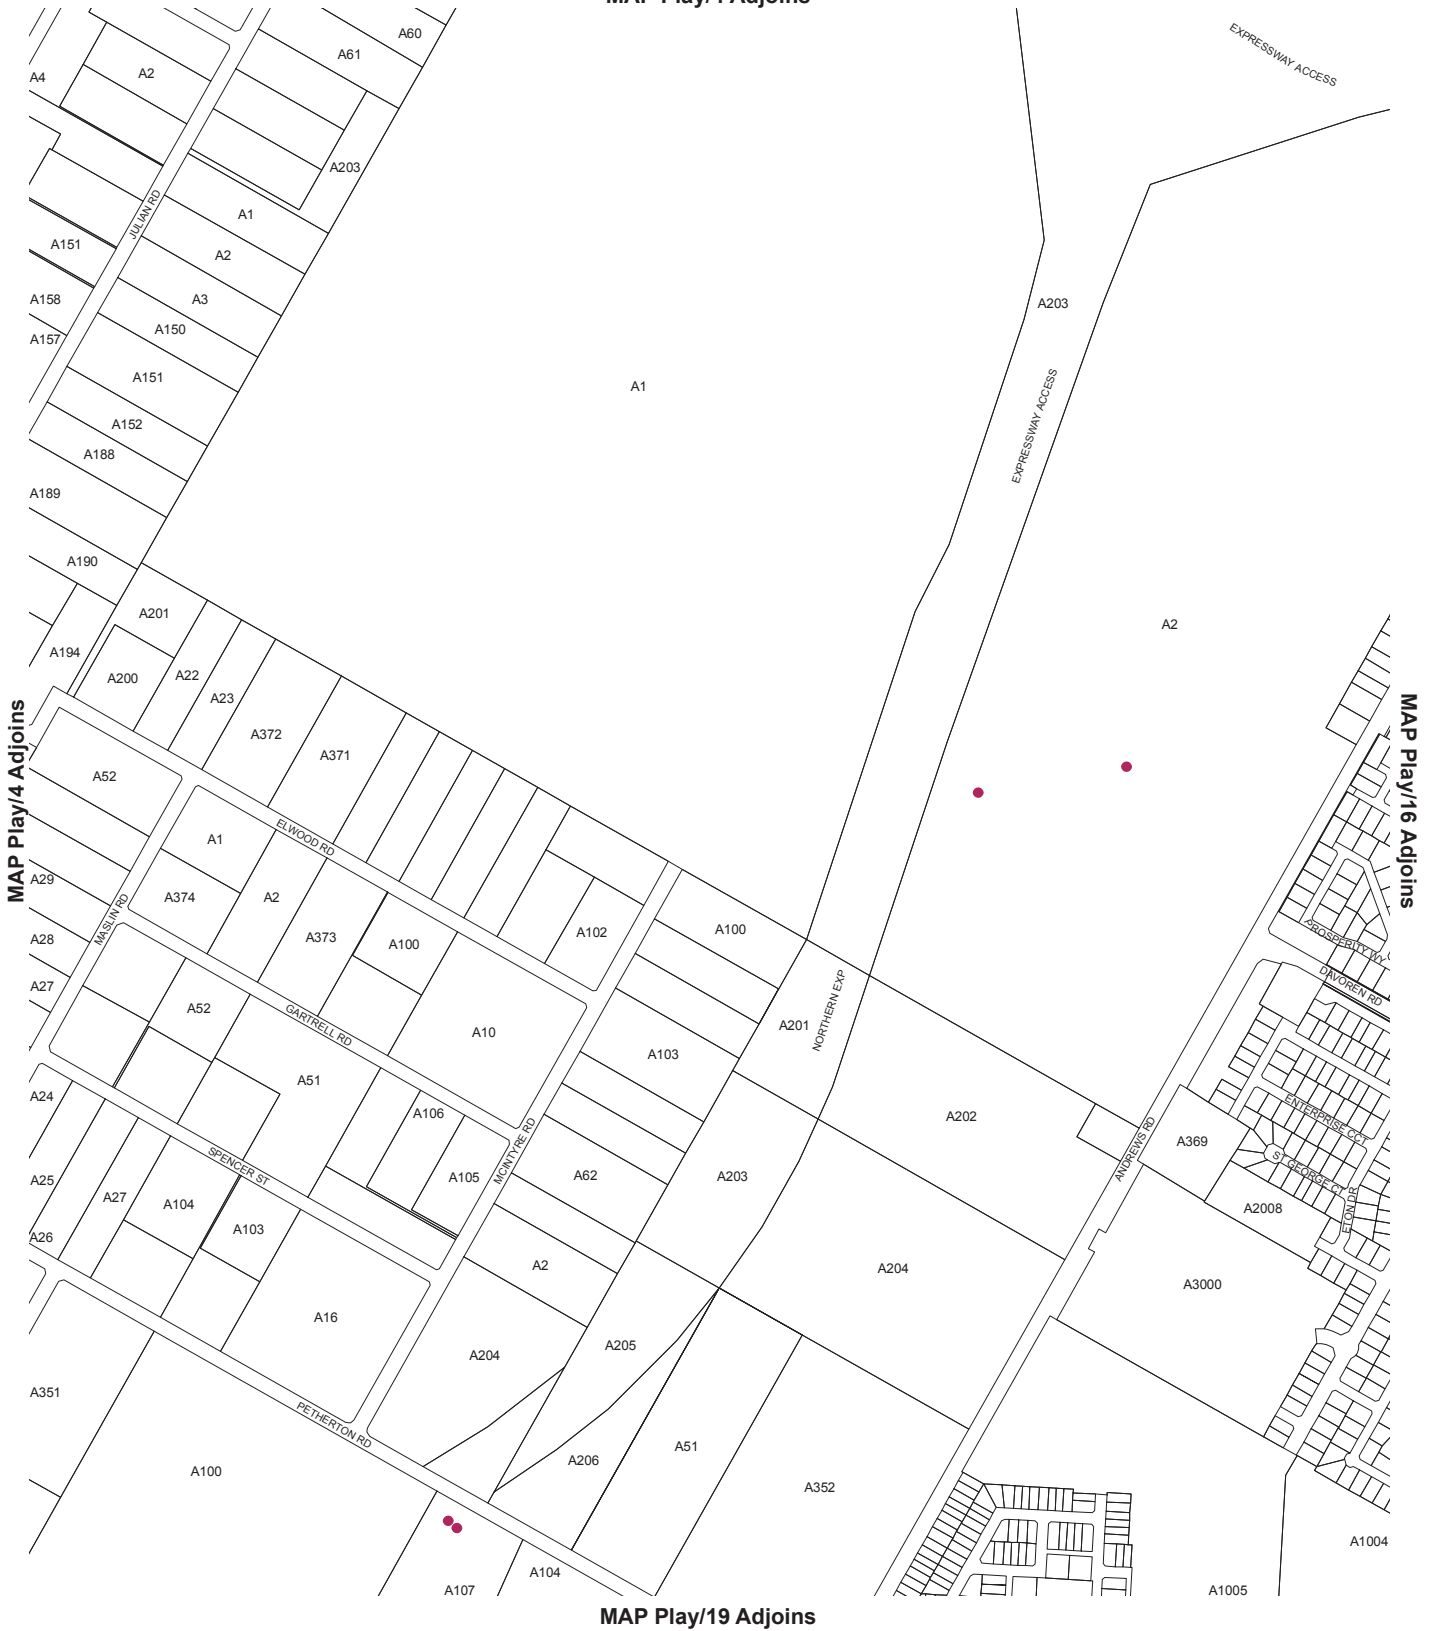 MAP Play/4 Adjoins
EXPRESSWAY ACCESS
A60
A61
A2
A4
A203
JULIAN RD
A1
A151
A2
A158
A3
A203
A157
A150
A151
A1
EXPRESSWAY ACCESS
A152
A188
A189
A190
A201
A2
A194
A200
A22
A23
A372
A371
MAP Play/4 Adjoins
MAP Play/16 Adjoins
A52
A1
ELWOOD RD
A29
A374
A2
A373
A100
A102
A100
MASLIN RD
A28
A27
PROSPERITY WY
DAVOREN RD
A52
GARTRELL RD
A10
A201
NORTHERN EXP
A51
A103
A24
A106
A202
ENTERPRISE CCT
A369
ANDREWS RD
MCINTYRE RD
SPENCER ST
A25
A27
A104
A105
A62
A203
ST GEORGE CT
A2008
ETON DR
A26
A103
A2
A204
A3000
A16
A204
A205
A351
PETHERTON RD
A100
A206
A51
A352
A1004
A104
A107
A1005
MAP Play/19 Adjoins